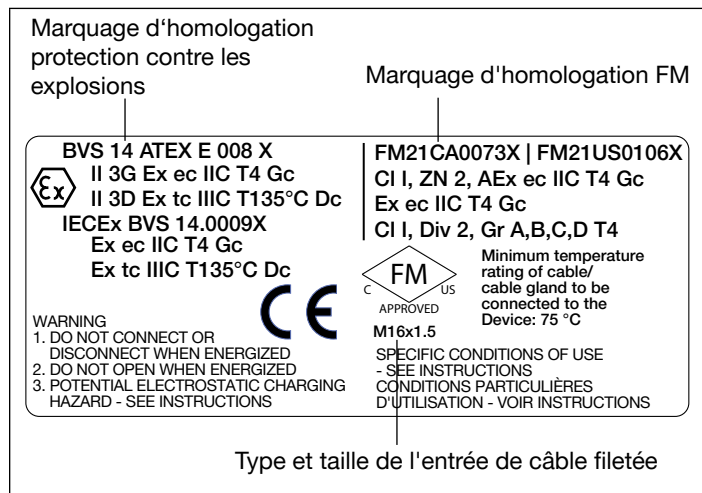 Marquage d‘homologation
protection contre les
explosions
Marquage d'homologation FM
BVS 14 ATEX E 008 X
II 3G Ex ec IIC T4 Gc
II 3D Ex tc IIIC T135°C Dc
IECEx BVS 14.0009X
Ex ec IIC T4 Gc
Ex tc IIIC T135°C Dc
Ex
CE
WARNING
1. DO NOT CONNECT OR
DISCONNECT WHEN ENERGIZED
2. DO NOT OPEN WHEN ENERGIZED
3. POTENTIAL ELECTROSTATIC CHARGING
HAZARD - SEE INSTRUCTIONS
FM21CA0073X | FM21US0106X
CI I, ZN 2, AEx ec IIC T4 Gc
Ex ec IIC T4 Gc
CI I, Div 2, Gr A,B,C,D T4
FM
C US
APPROVED
M16x1.5
Minimum temperature
rating of cable/
cable gland to be
connected to the
Device: 75 °C
SPECIFIC CONDITIONS OF USE
- SEE INSTRUCTIONS
CONDITIONS PARTICULIÈRES
D'UTILISATION - VOIR INSTRUCTIONS
Type et taille de l'entrée de câble filetée